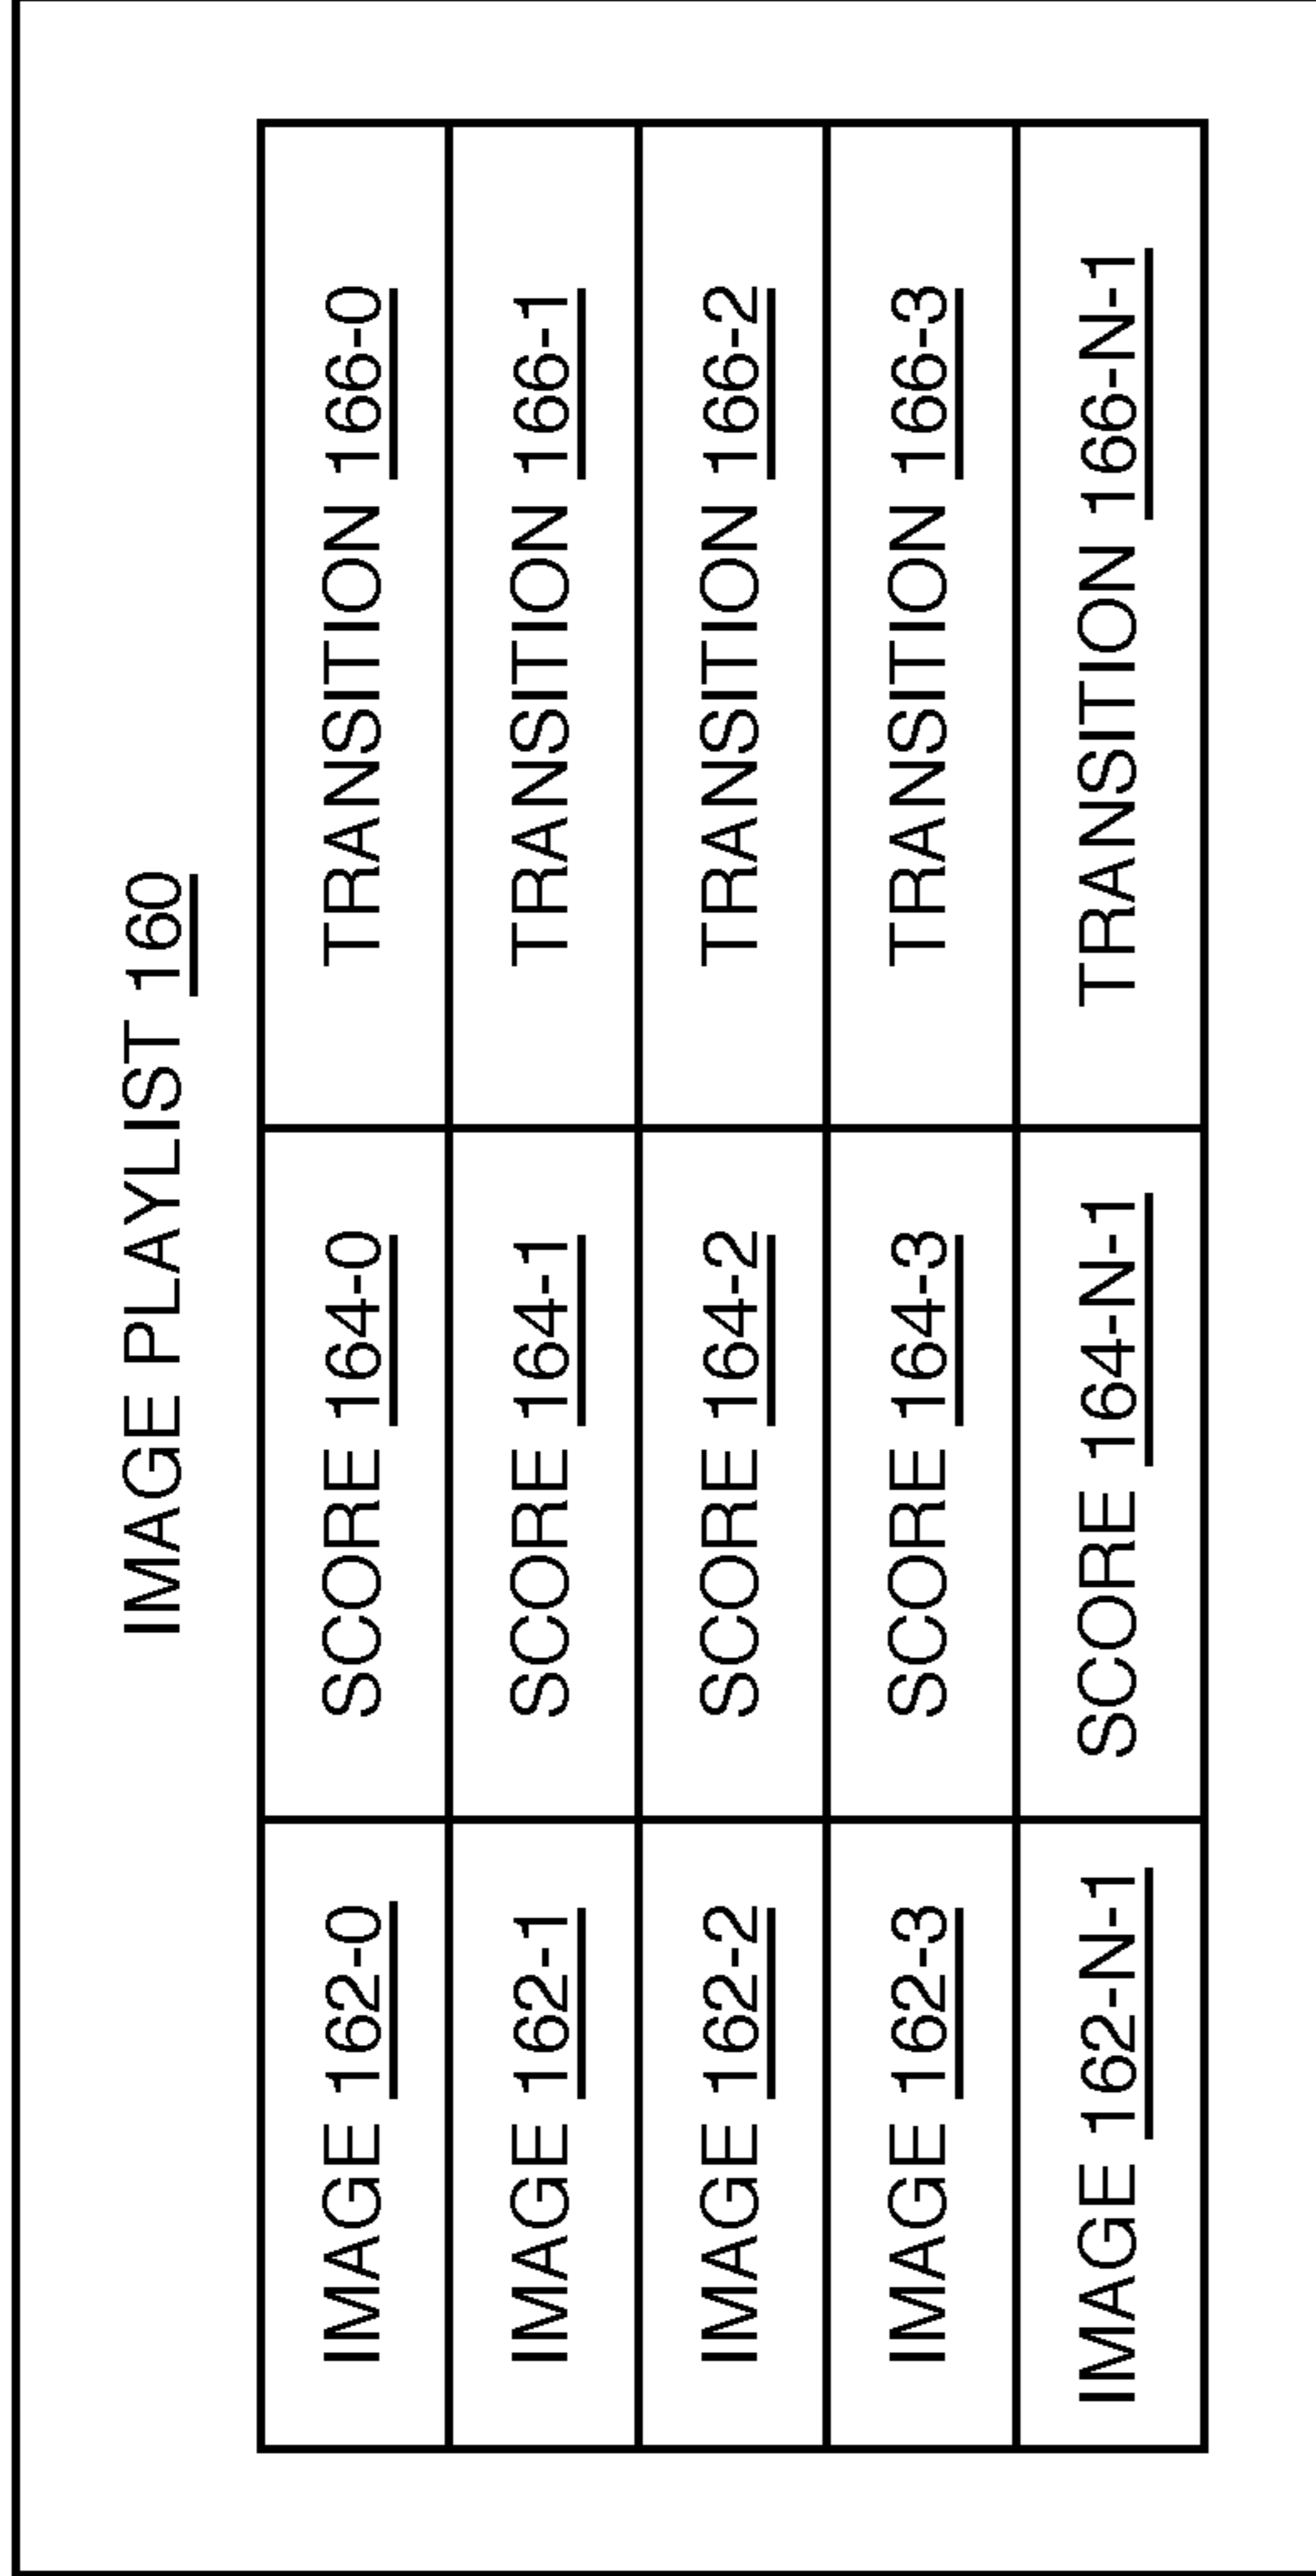 IMAGE PLAYLIST 160
IMAGE 162-0 SCORE 164-0 TRANSITION 166-0
IMAGE 162-1 SCORE 164-1 TRANSITION 166-1
IMAGE 162-2 SCORE 164-2 TRANSITION 166-2
IMAGE 162-3 SCORE 164-3 TRANSITION 166-3
IMAGE 162-N-1 SCORE 164-N-1 TRANSITION 166-N-1